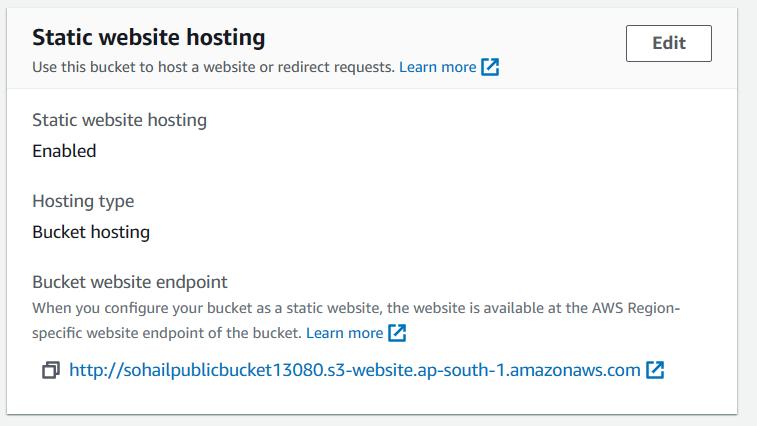 Static website hosting
Edit
Use this bucket to host a website or redirect requests. Learn more
Static website hosting
Enabled
Hosting type
Bucket hosting
Bucket website endpoint
When you configure your bucket as a static website, the website is available at the AWS Region-
specific website endpoint of the bucket. Learn more
http://sohailpublicbucket13080.s3-website.ap-south-1.amazonaws.com